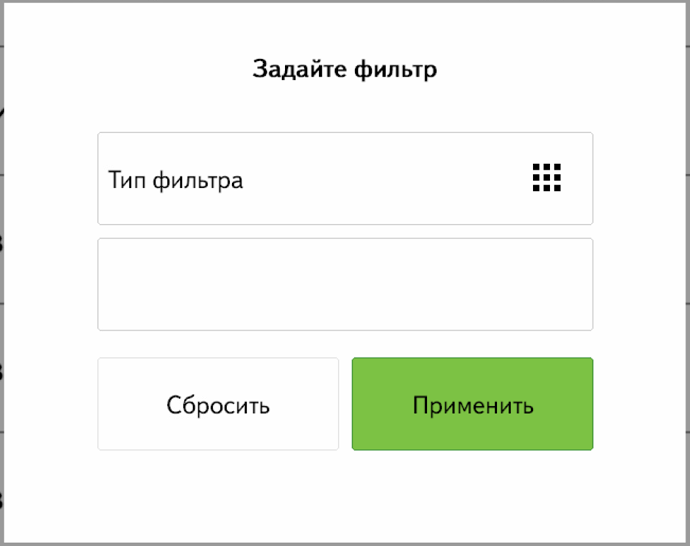 Задайте фильтр
Тип фильтра
Сбросить
Применить